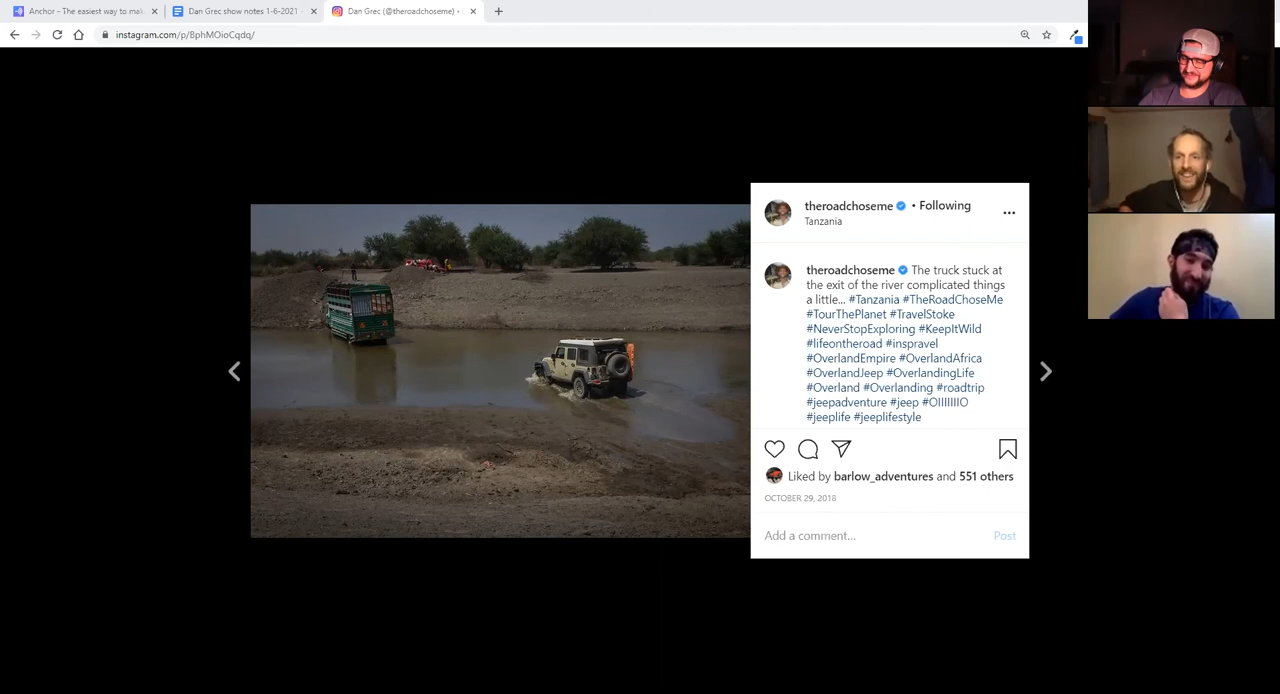 Anchor - The easiest way to mak
Dan Grec show notes 1-6-2021 -
Dan Grec (@theroadchoseme) •
instagram.com/p/BphMOioCqdq/
theroadchoseme • Following
Tanzania
theroadchoseme The truck stuck at
the exit of the river complicated things
a little... #Tanzania #TheRoadChoseMe
#TourThePlanet #TravelStoke
#NeverStopExploring #KeepItWild
#lifeontheroad #inspravel
#OverlandEmpire #OverlandAfrica
#OverlandJeep #OverlandingLife
#Overland #Overlanding #roadtrip
#jeepadventure #jeep #OIIIIIIIO
#jeeplife #jeeplifestyle
Liked by barlow_adventures and 551 others
OCTOBER 29, 2018
Add a comment...
Post